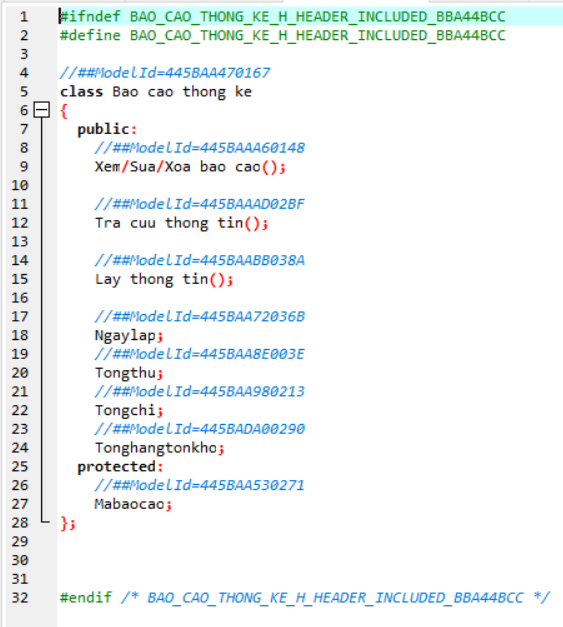 1 #ifndef BAO_CAO_THONG_KE_H_HEADER_INCLUDED_BBA44BCC
2 #define BAO_CAO_THONG_KE_H_HEADER_INCLUDED_BBA44BCC
3
4 //##ModelId=445BAA470167
5 class Bao cao thong ke
6 {
7 public:
8 //##ModelId=445BAAA60148
9 Xem/Sua/Xoa bao cao();
10
11 //##ModelId=445BAAAD02BF
12 Tra cuu thong tin();
13
14 //##ModelId=445BAABB038A
15 Lay thong tin();
16
17 //##ModelId=445BAA72036B
18 Ngaylap;
19 //##ModelId=445BAA8E003E
20 Tongthu;
21 //##ModelId=445BAA980213
22 Tongchi;
23 //##ModelId=445BADA00290
24 Tonghangtonkho;
25 protected:
26 //##ModelId=445BAA530271
27 Mabaocao;
28 };
29
30
31
32 #endif /* BAO_CAO_THONG_KE_H_HEADER_INCLUDED_BBA44BCC */